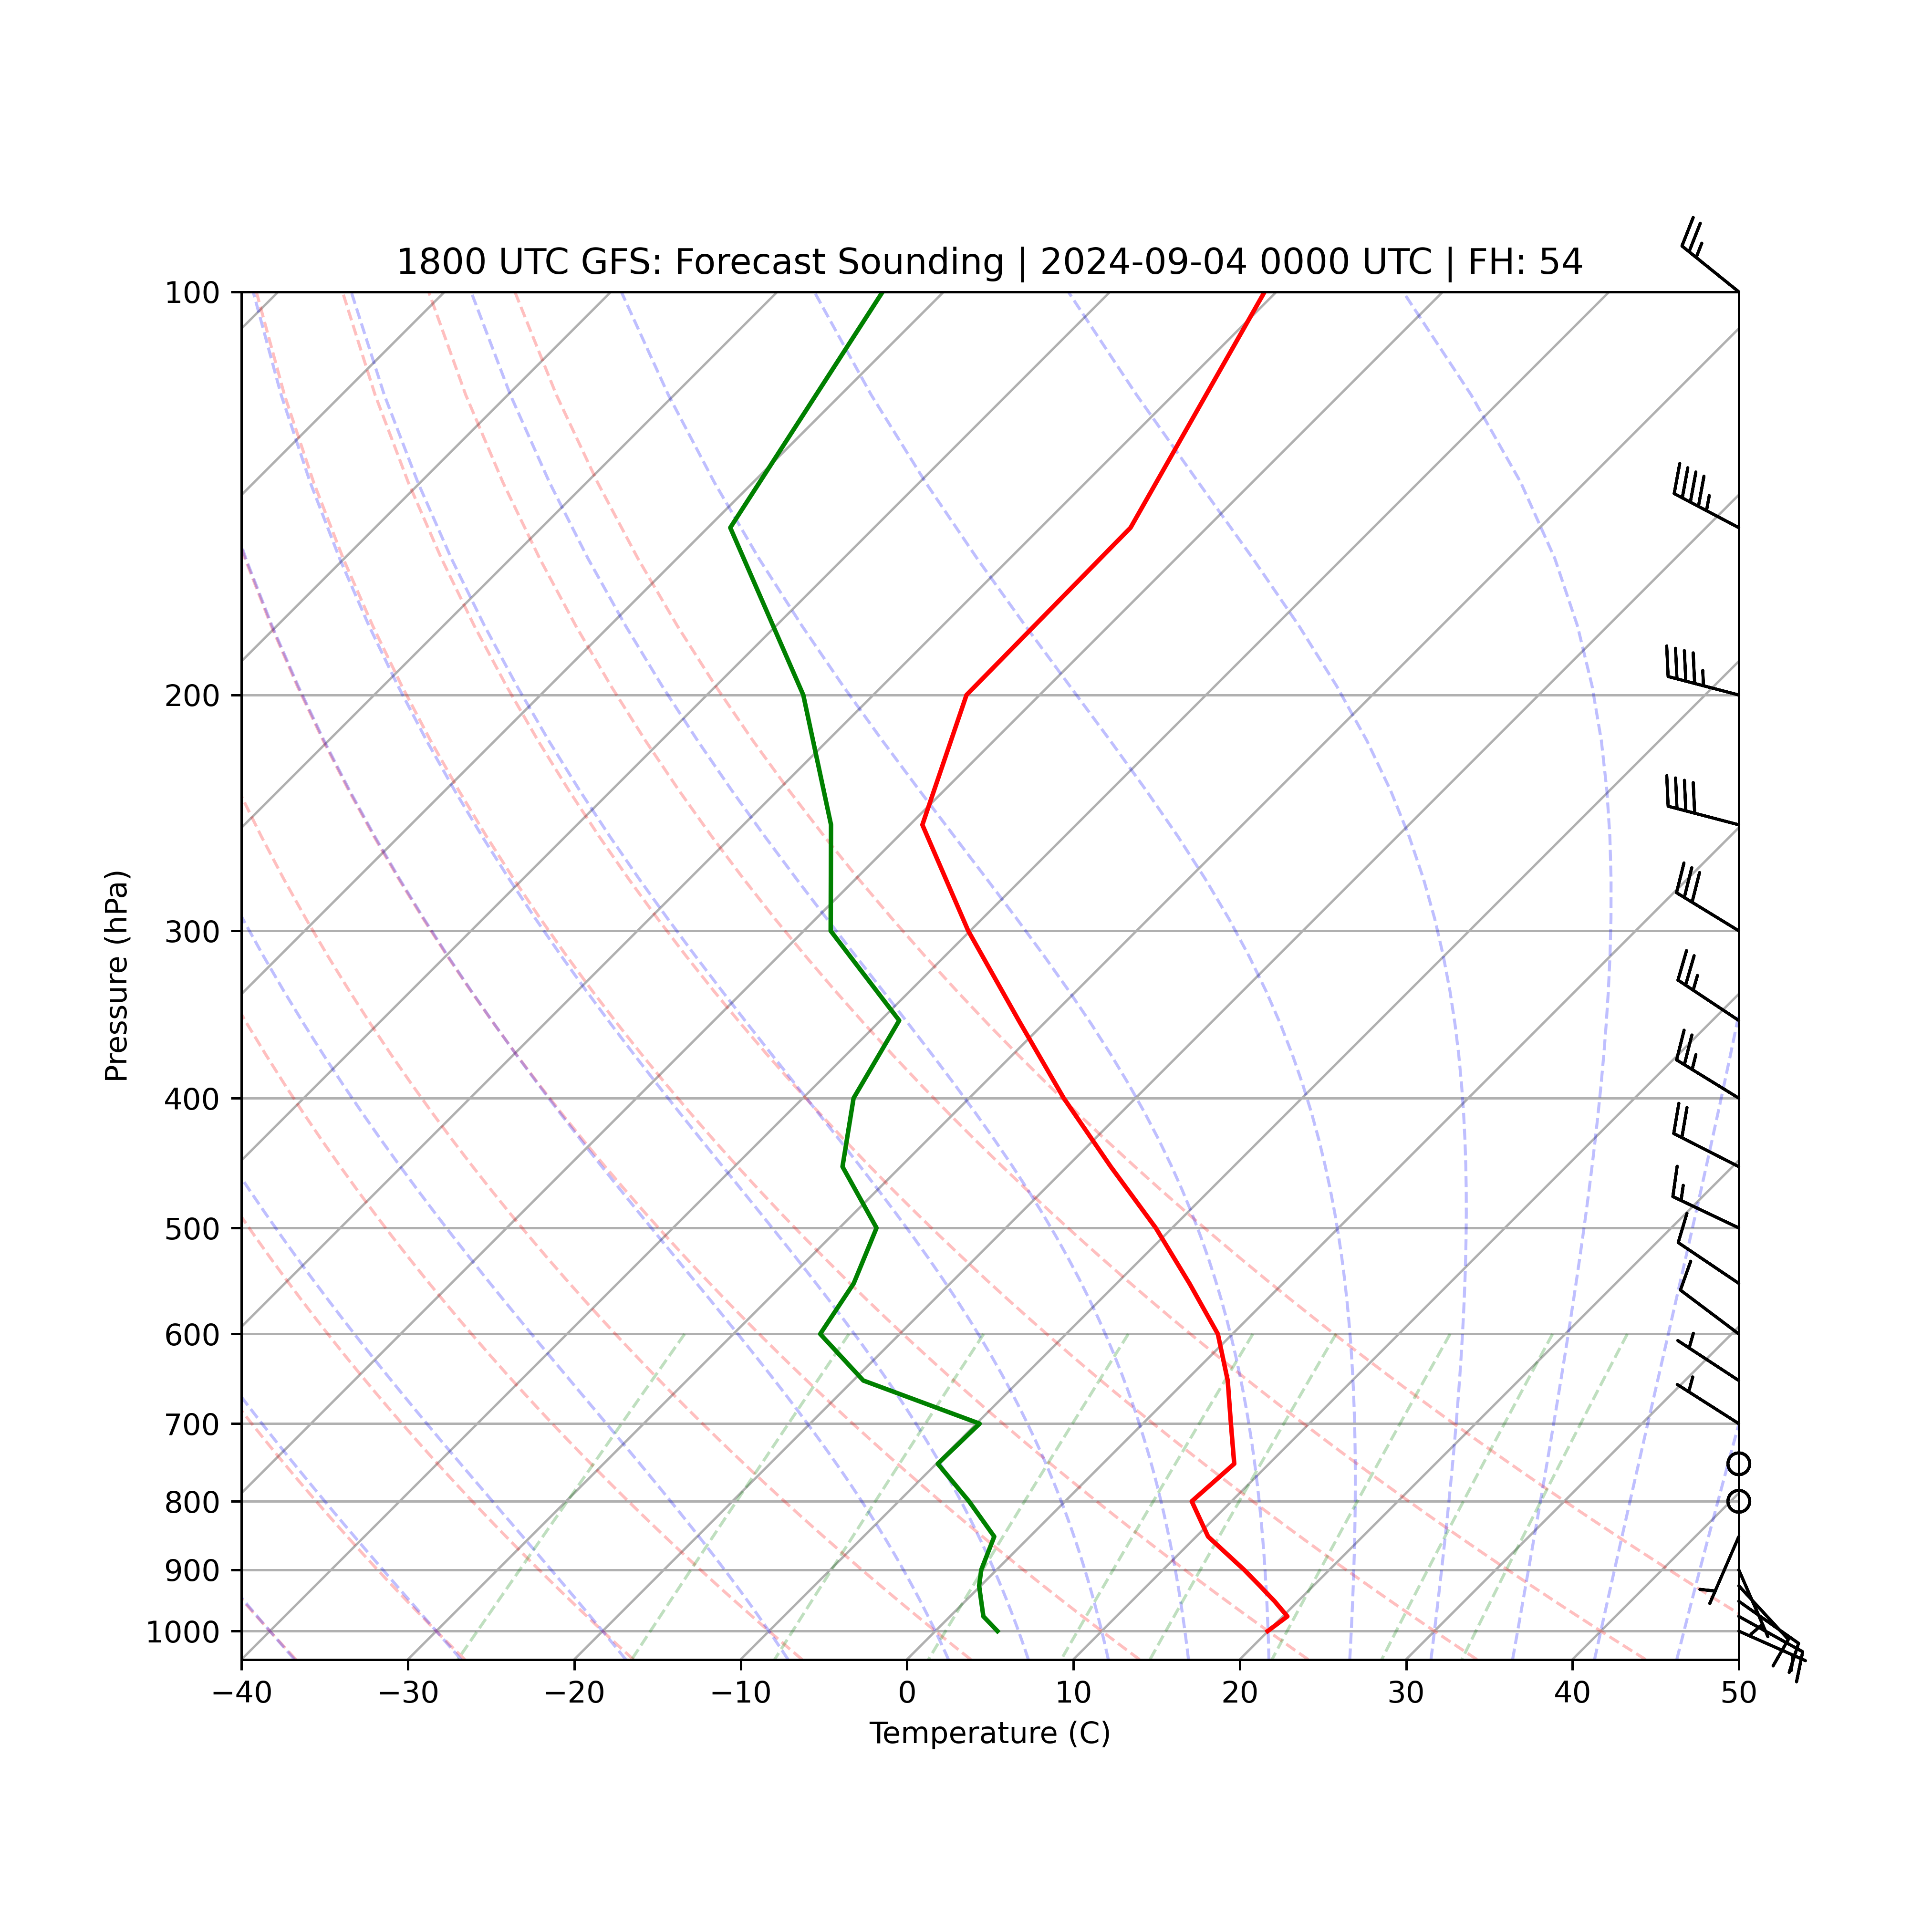 1800 UTC GFS: Forecast Sounding | 2024-09-04 0000 UTC | FH: 54
100
200
300
400
500
600
700
800
900
1000
Pressure (hPa)
−40 −30 −20 −10 0 10 20 30 40 50
Temperature (C)